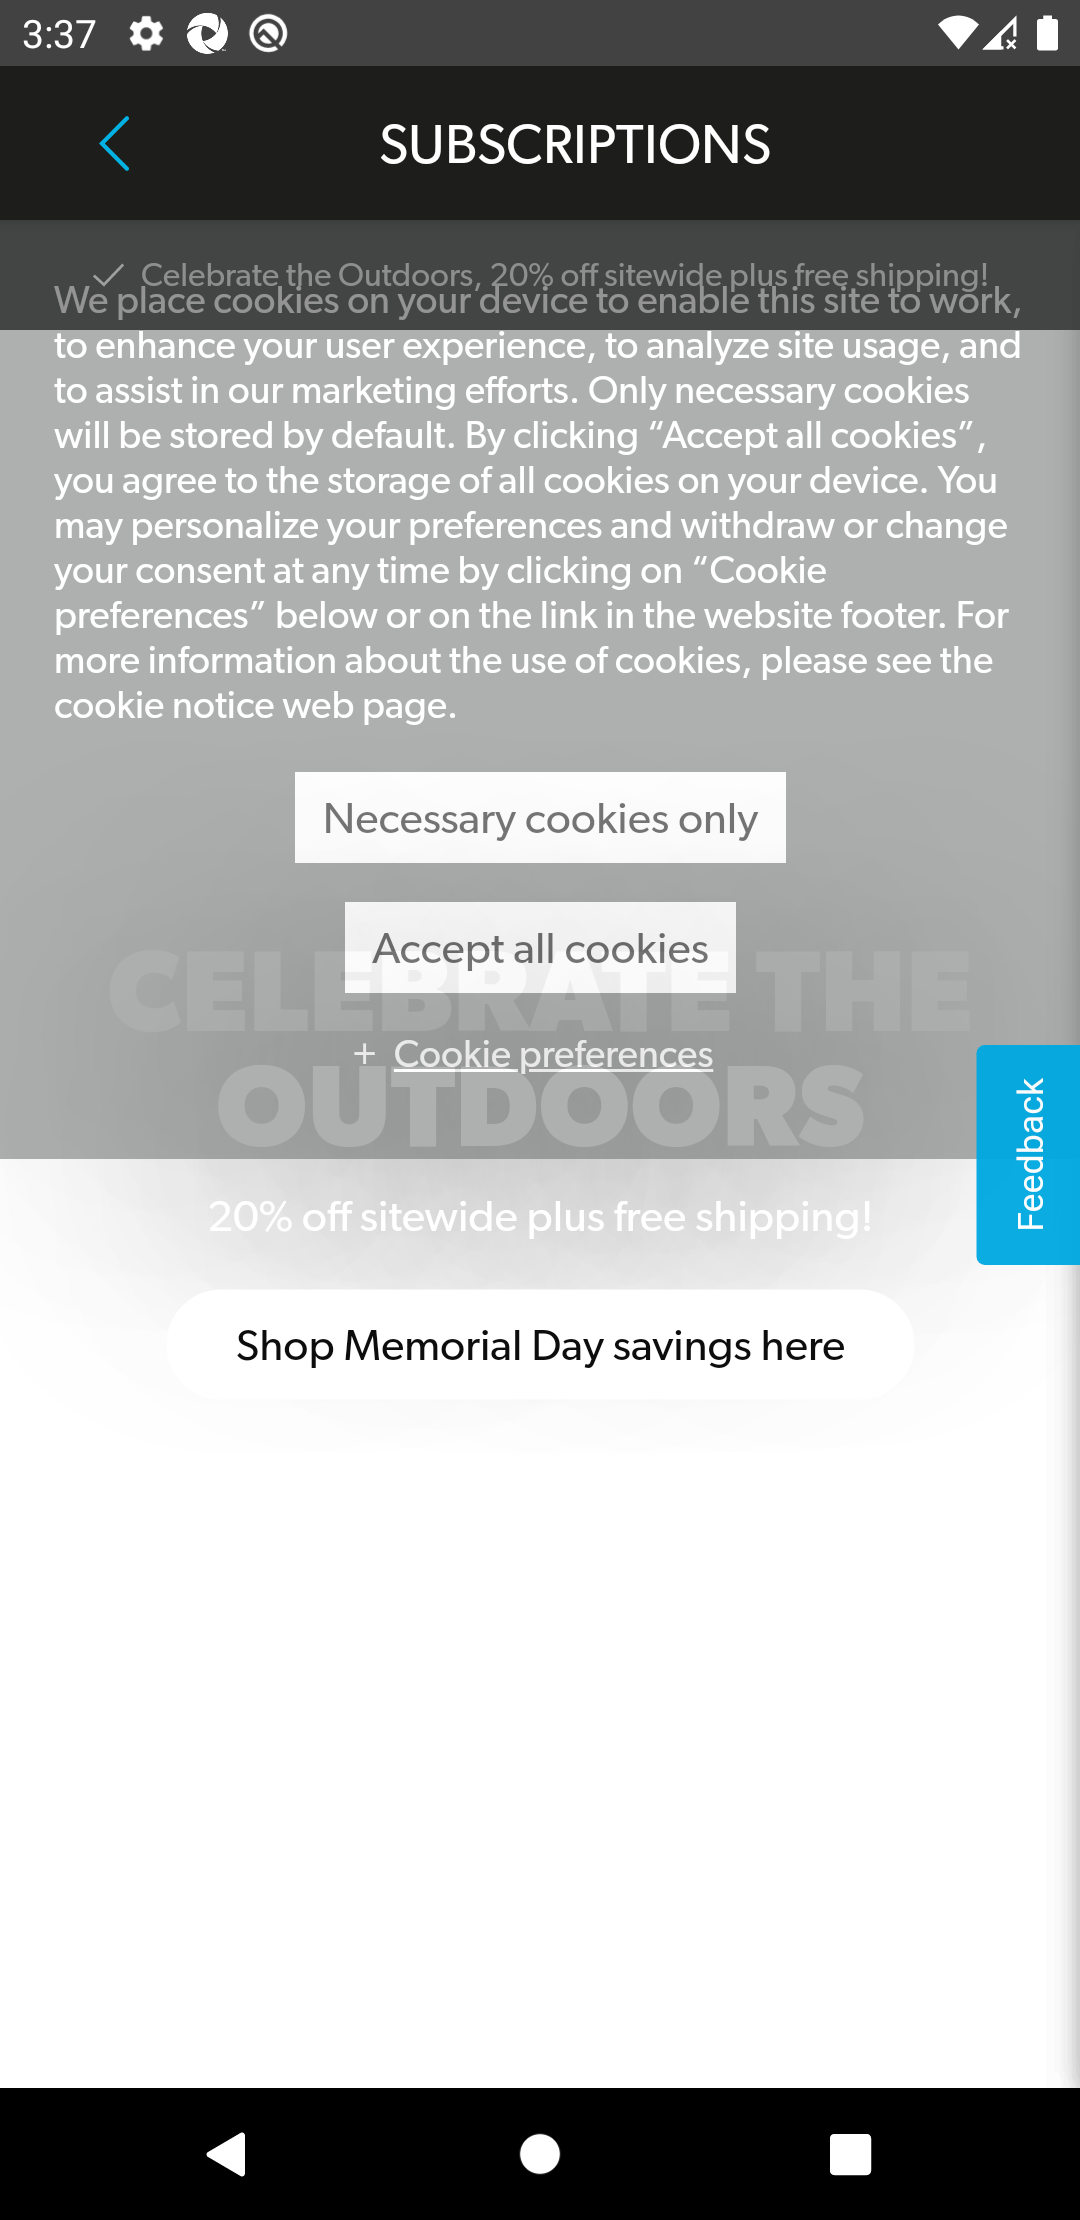 3:37
SUBSCRIPTIONS
Celebrate the Outdoors, 20% off sitewide plus free shipping!
We place cookies on your device to enable this site to work,
to enhance your user experience, to analyze site usage, and
to assist in our marketing efforts. Only necessary cookies
will be stored by default. By clicking “Accept all cookies”,
you agree to the storage of all cookies on your device. You
may personalize your preferences and withdraw or change
your consent at any time by clicking on “Cookie
preferences” below or on the link in the website footer. For
more information about the use of cookies, please see the
cookie notice web page.
Necessary cookies only
Accept all cookies
CELEBRATE THE
+ Cookie preferences
OUTDOORS
Feedback
20% off sitewide plus free shipping!
Shop Memorial Day savings here